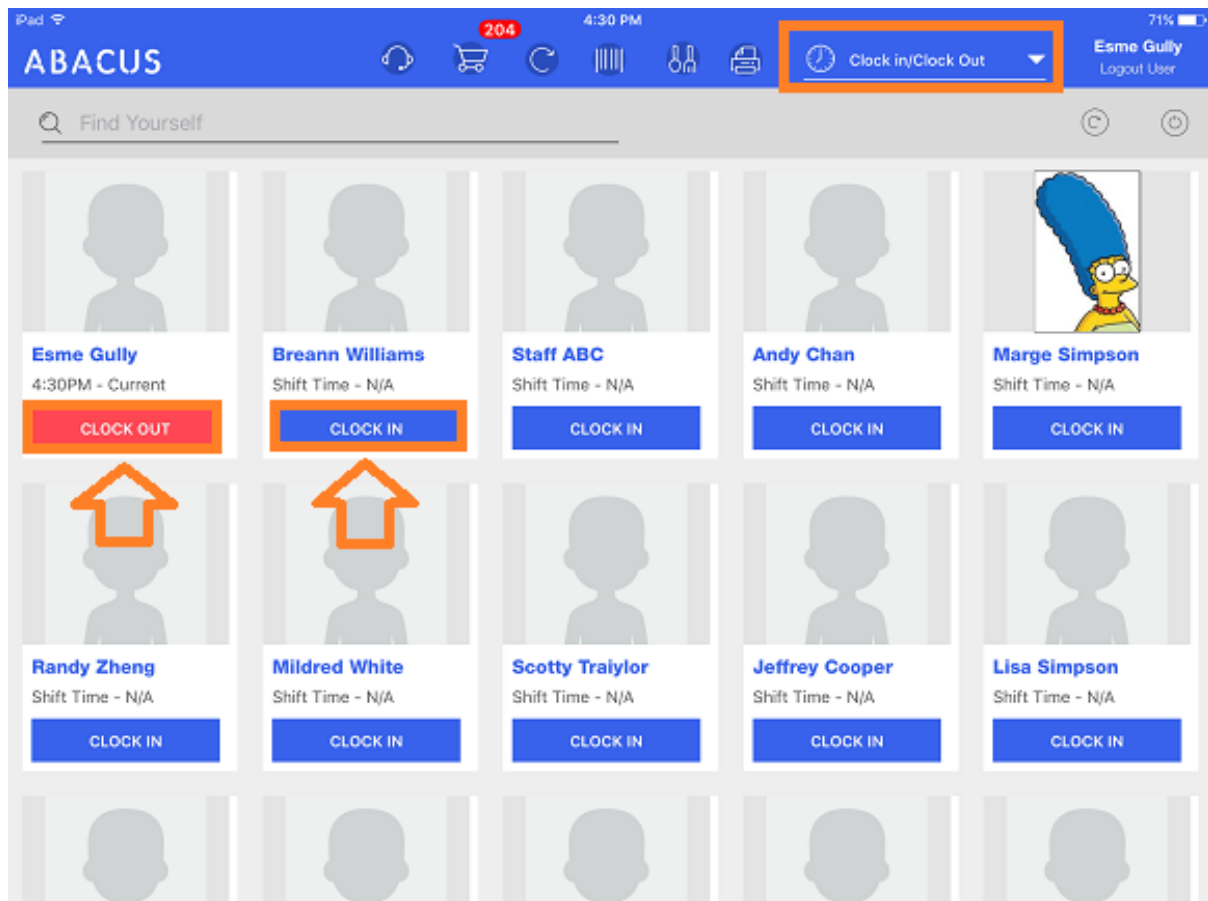 iPad 4:30 PM 71%
204
ABACUS Clock in/Clock Out Esme Gully
Logout User
Find Yourself
Esme Gully Breann Williams Staff ABC Andy Chan Marge Simpson
4:30PM - Current Shift Time - N/A Shift Time - N/A Shift Time - N/A Shift Time - N/A
CLOCK OUT CLOCK IN CLOCK IN CLOCK IN CLOCK IN
Randy Zheng Mildred White Scotty Traiylor Jeffrey Cooper Lisa Simpson
Shift Time - N/A Shift Time - N/A Shift Time - N/A Shift Time - N/A Shift Time - N/A
CLOCK IN CLOCK IN CLOCK IN CLOCK IN CLOCK IN